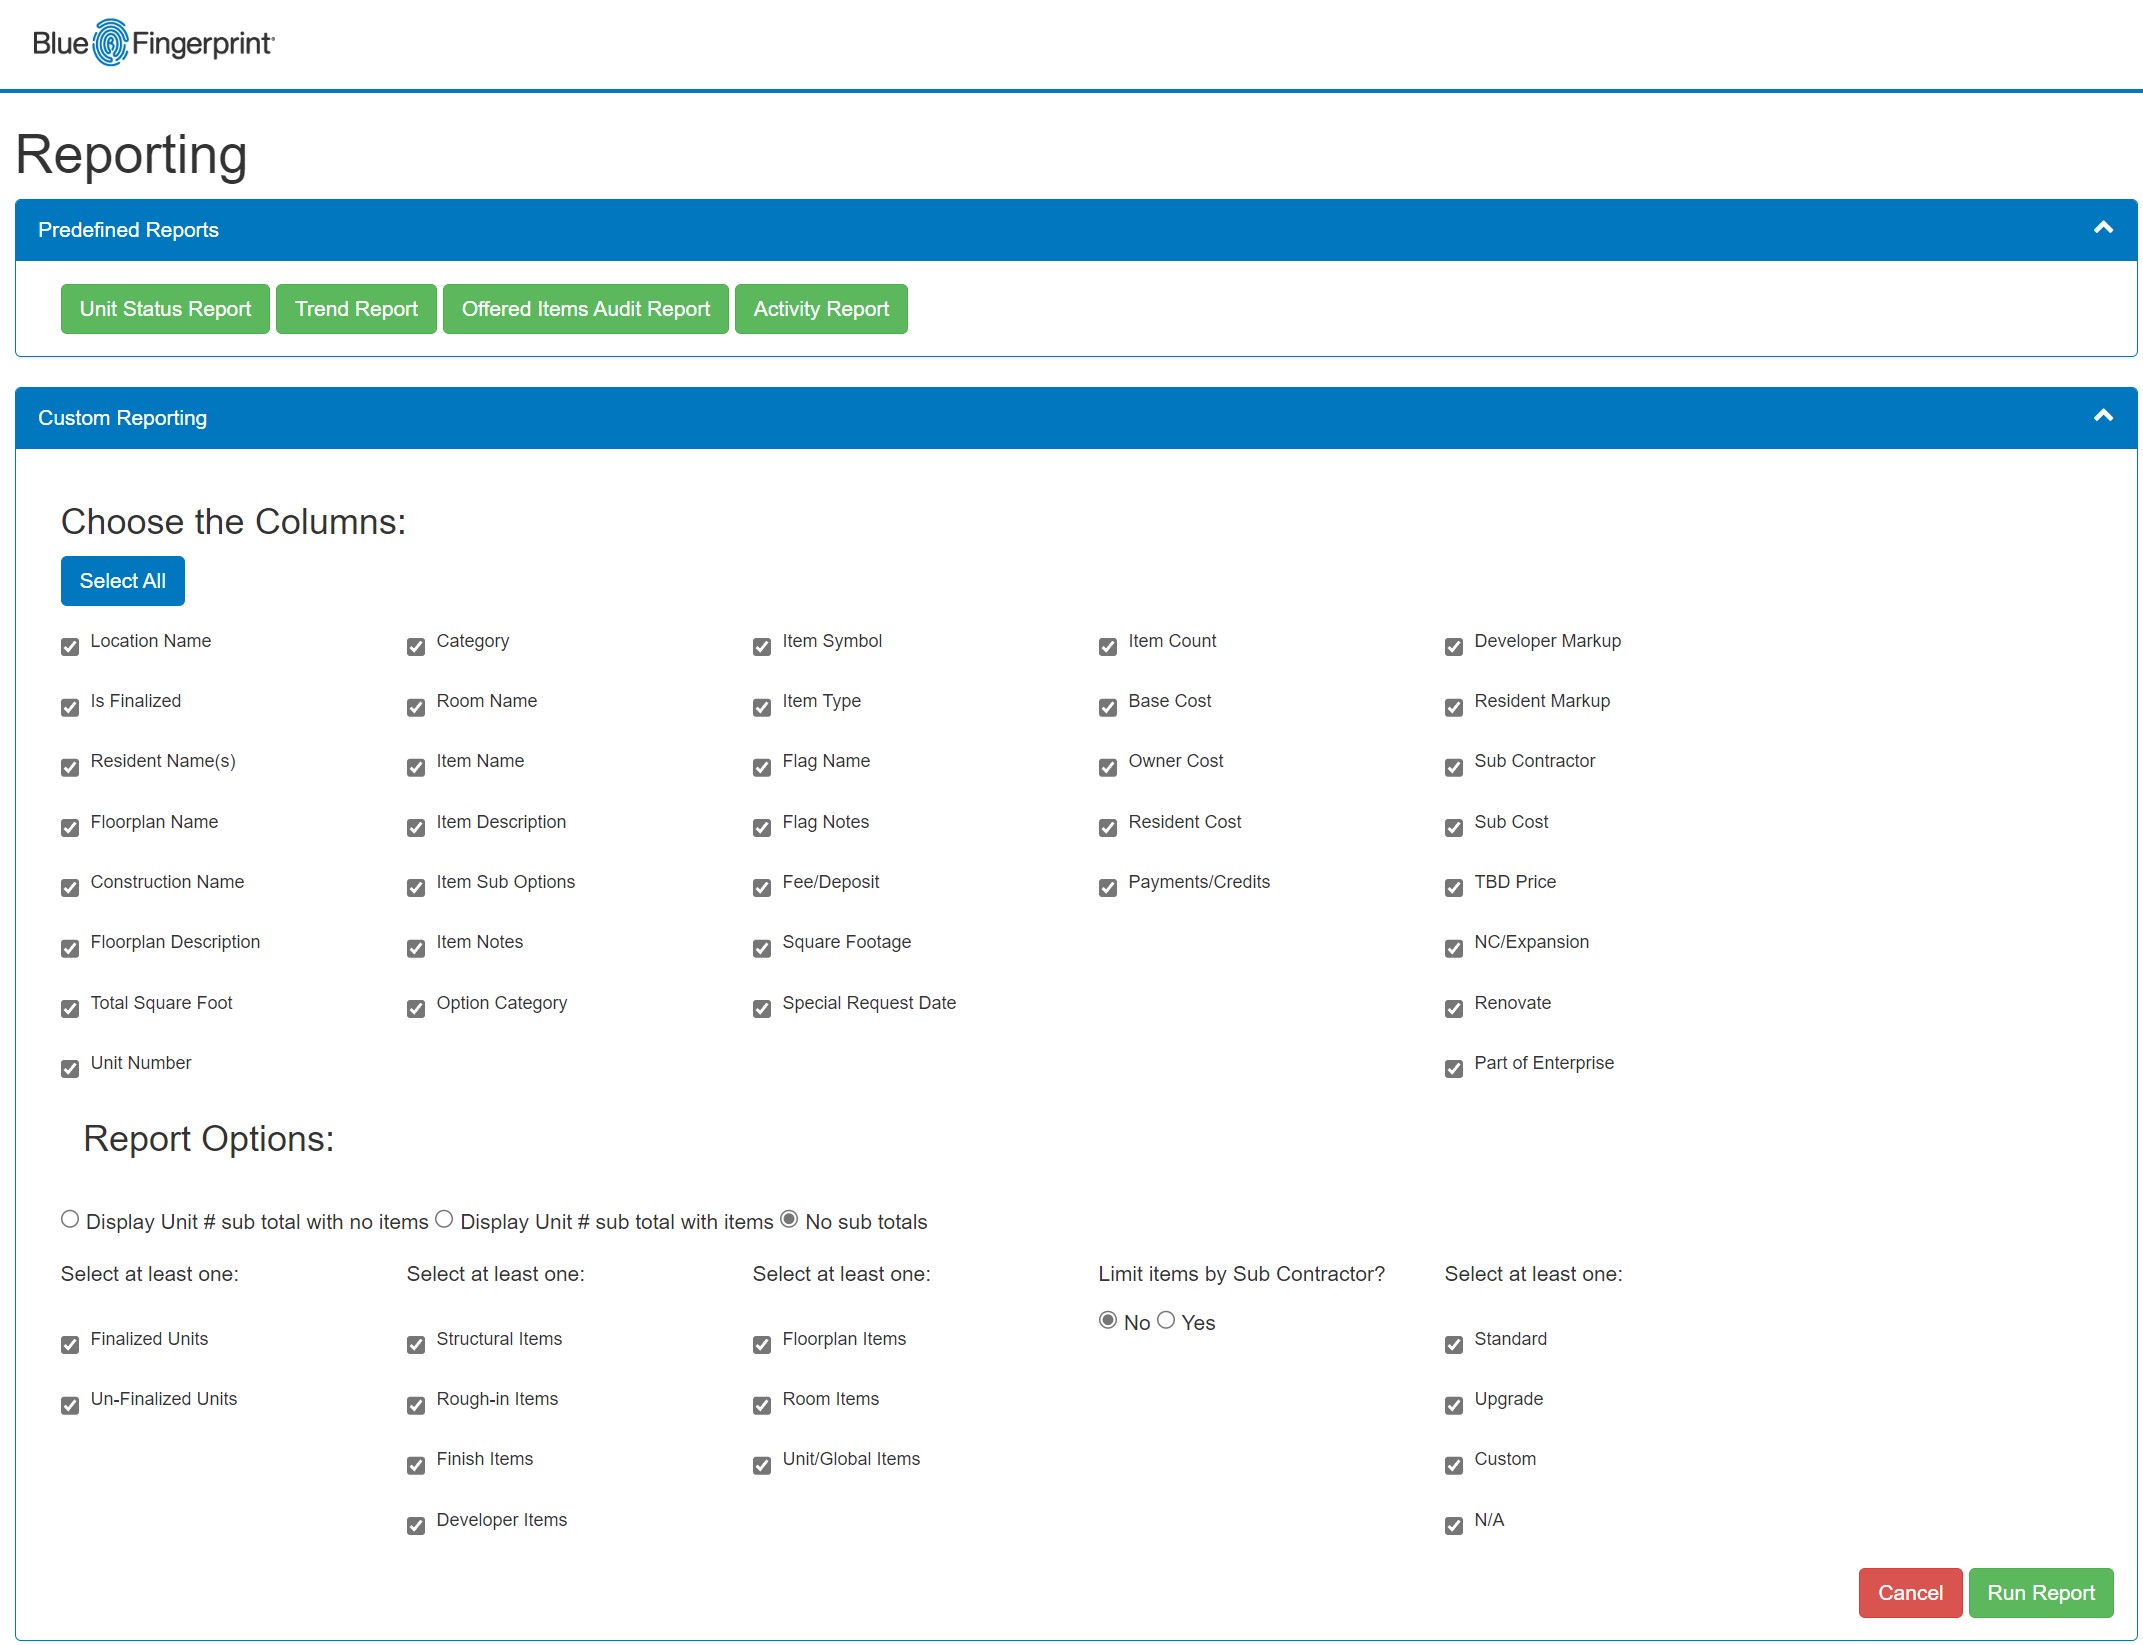 Blue Fingerprint
Reporting
Predefined Reports
Unit Status Report Trend Report Offered Items Audit Report Activity Report
Custom Reporting
Choose the Columns:
Select All
Location Name Category Item Symbol Item Count Developer Markup
Is Finalized Room Name Item Type Base Cost Resident Markup
Resident Name(s) Item Name Flag Name Owner Cost Sub Contractor
Floorplan Name Item Description Flag Notes Resident Cost Sub Cost
Construction Name Item Sub Options Fee/Deposit Payments/Credits TBD Price
Floorplan Description Item Notes Square Footage NC/Expansion
Total Square Foot Option Category Special Request Date Renovate
Unit Number Part of Enterprise
Report Options:
Display Unit # sub total with no items Display Unit # sub total with items No sub totals
Select at least one: Select at least one: Select at least one: Limit items by Sub Contractor? Select at least one:
No Yes
Finalized Units Structural Items Floorplan Items Standard
Un-Finalized Units Rough-in Items Room Items Upgrade
Finish Items Unit/Global Items Custom
Developer Items N/A
Cancel Run Report